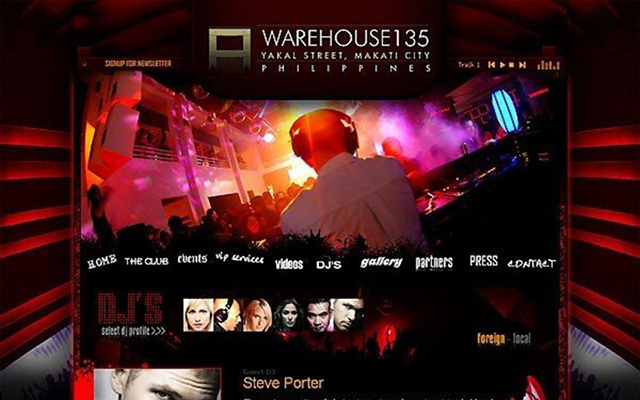 WAREHOUSE135
YAKAL STREET, MAKATI CITY
PHILIPPINES
SIGNUP FOR NEWSLETTER
Track 1
HOME THE CLUB events vip services videos DJ'S gallery partners PRESS CONTACT
DJ'S
select dj profile >>>
foreign - local
Guest DJ
Steve Porter